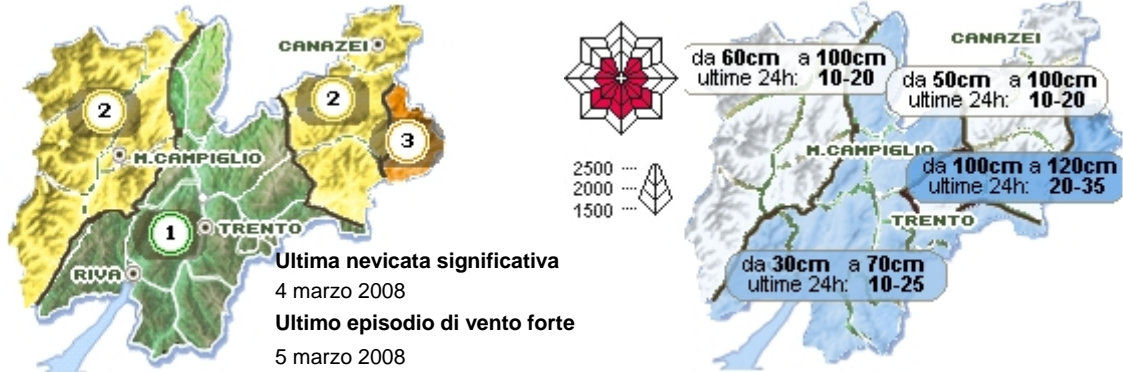 CANAZEI
2
2
3
M.CAMPIGLIO
1
TRENTO
RIVA
Ultima nevicata significativa
4 marzo 2008
Ultimo episodio di vento forte
5 marzo 2008
2500
2000
1500
CANAZEI
da 60cm a 100cm
ultime 24h: 10-20
da 50cm a 100cm
ultime 24h: 10-20
M.CAMPIGLIO
da 100cm a 120cm
ultime 24h: 20-35
TRENTO
da 30cm a 70cm
ultime 24h: 10-25